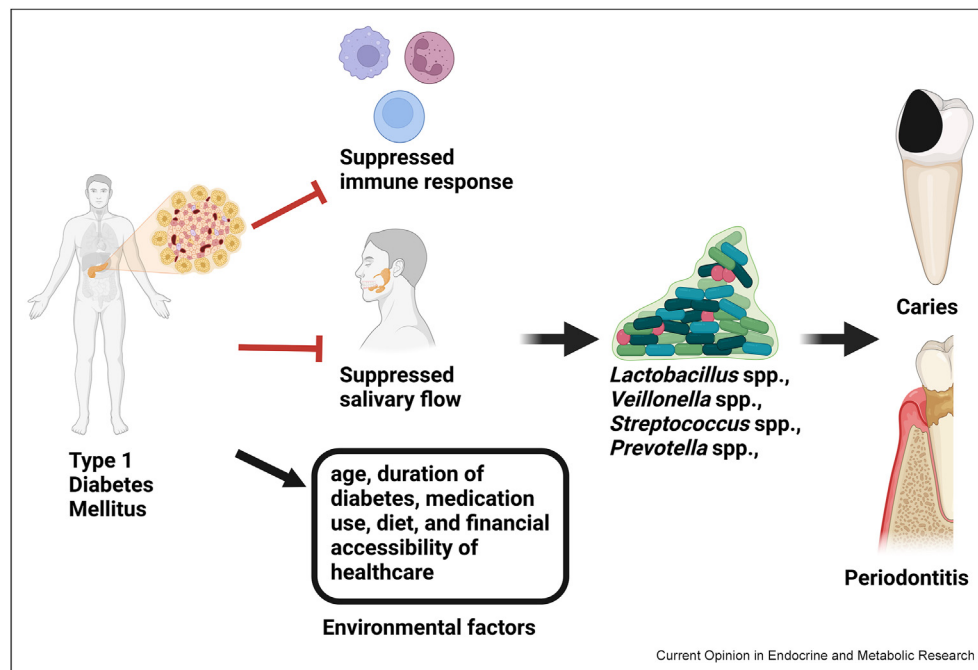 Suppressed
immune response
Type 1
Diabetes
Mellitus
Suppressed
salivary flow
age, duration of
diabetes, medication
use, diet, and financial
accessibility of
healthcare
Environmental factors
Lactobacillus spp.,
Veillonella spp.,
Streptococcus spp.,
Prevotella spp.,
Caries
Periodontitis
Current Opinion in Endocrine and Metabolic Research